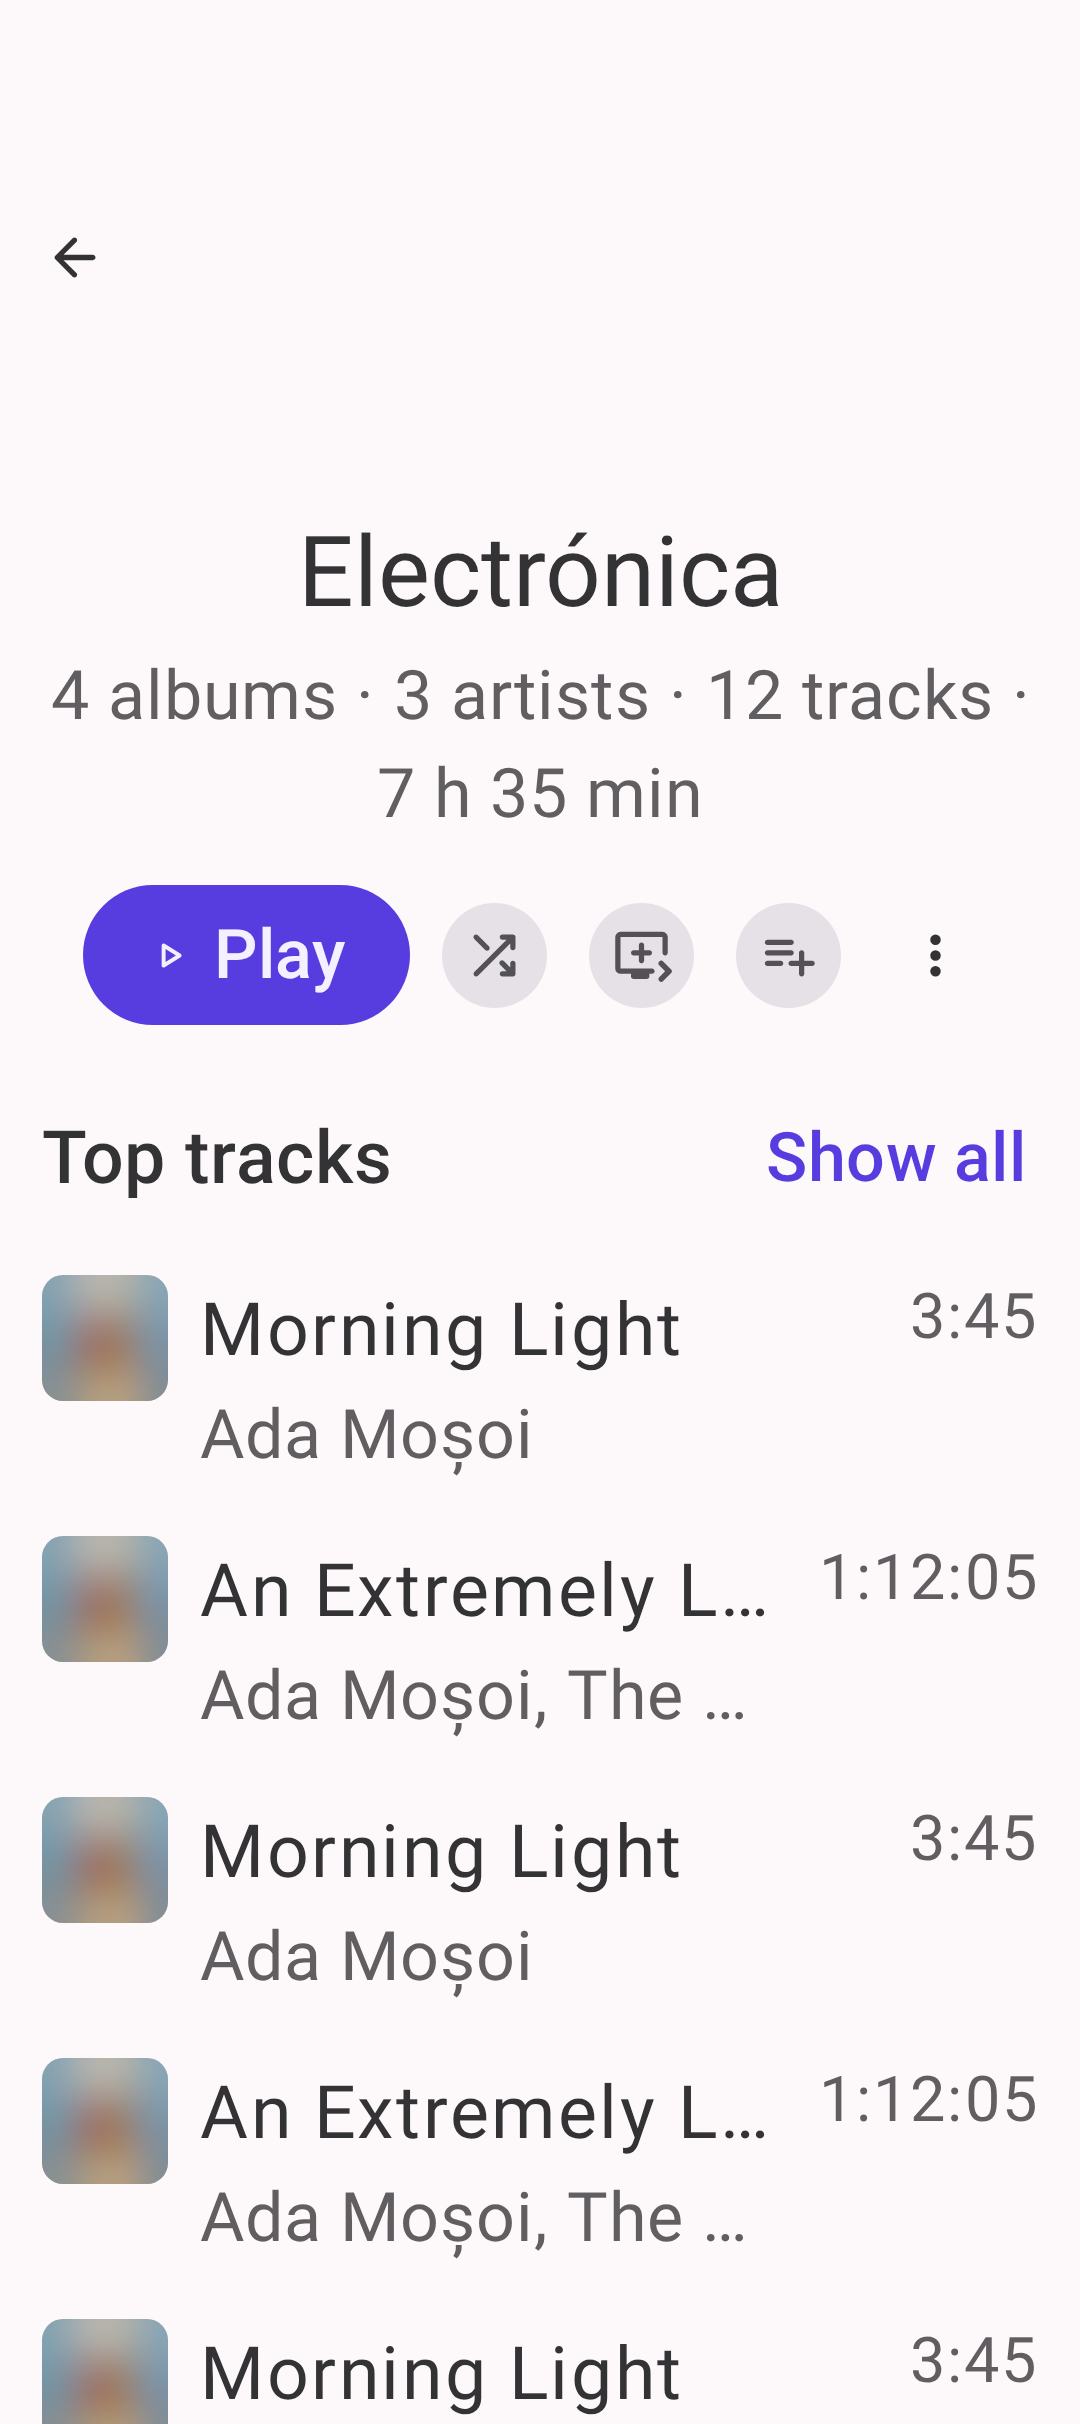 Electrónica
4 albums · 3 artists · 12 tracks ·
7 h 35 min
Play
Top tracks
Show all
Morning Light
3:45
Ada Moșoi
An Extremely L…
1:12:05
Ada Moșoi, The …
Morning Light
3:45
Ada Moșoi
An Extremely L…
1:12:05
Ada Moșoi, The …
Morning Light
3:45